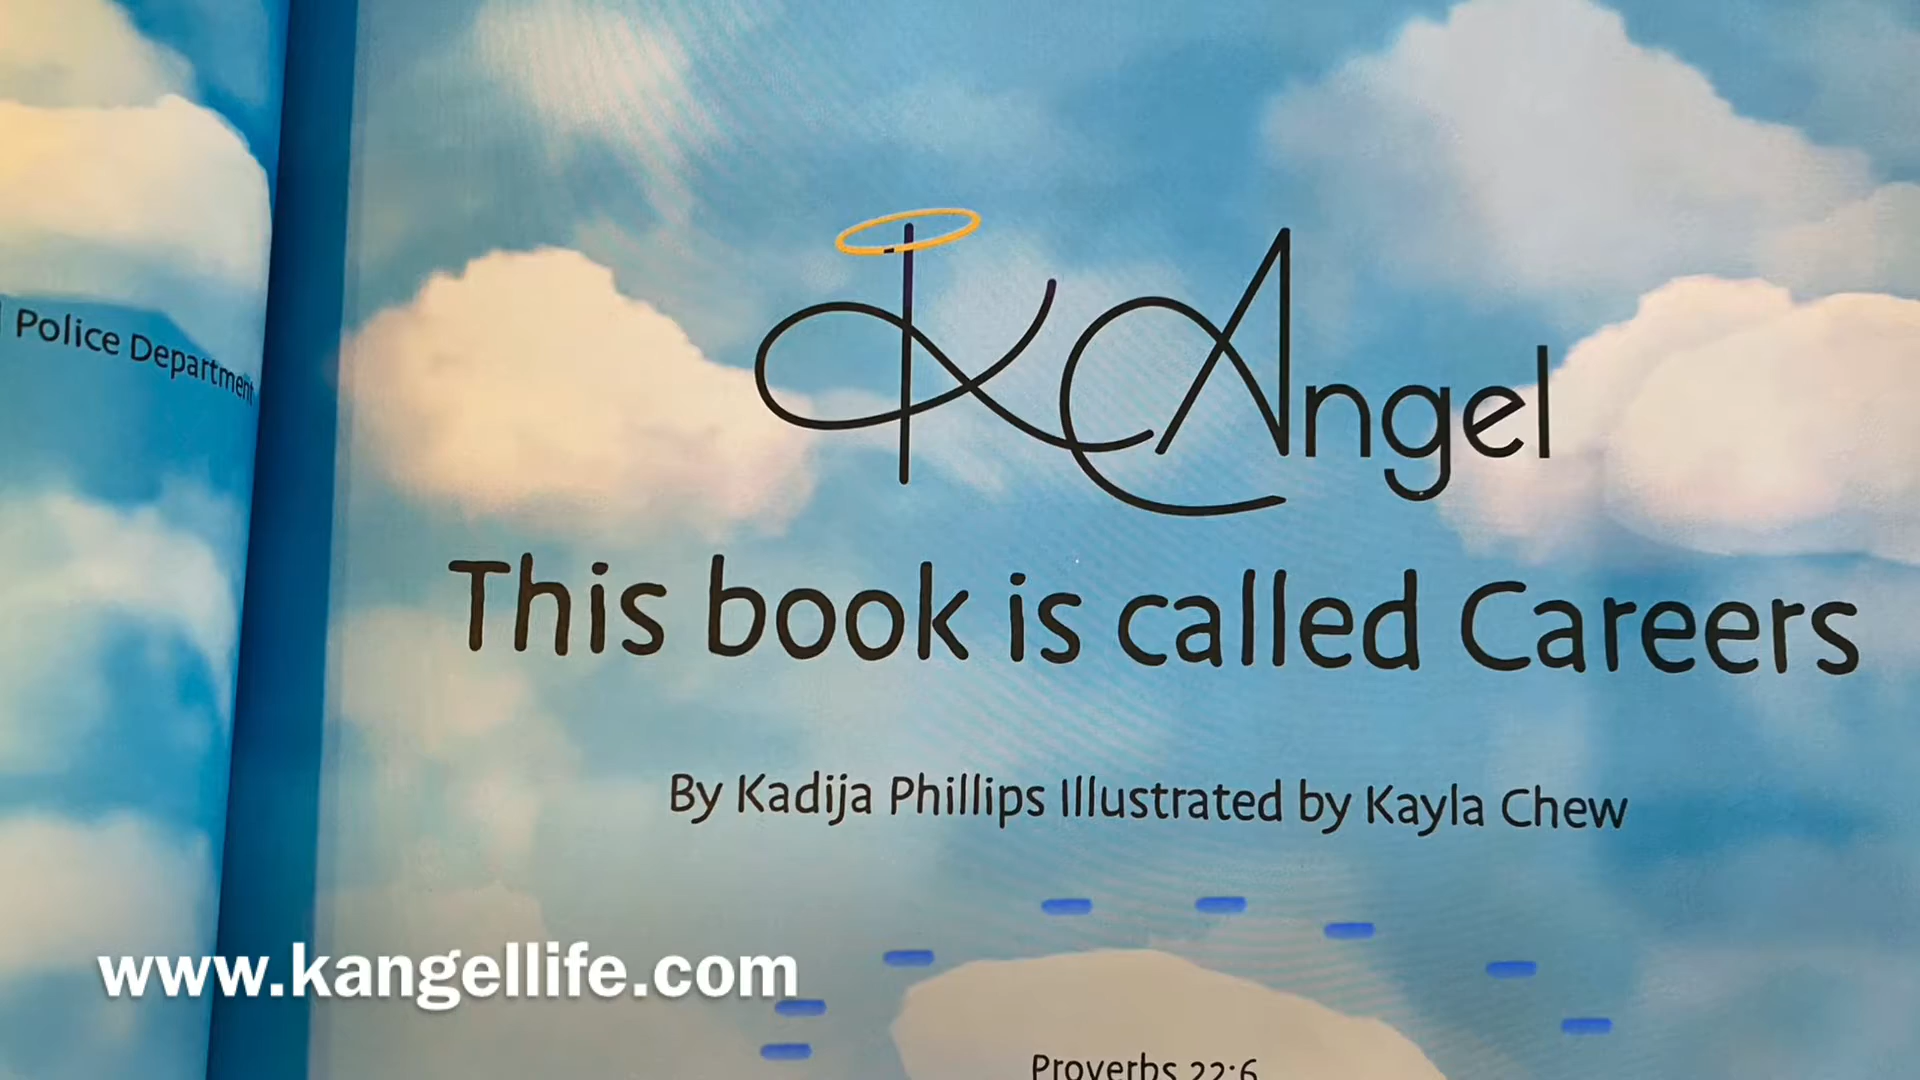 Police Department
KAngel
This book is called Careers
By Kadija Phillips Illustrated by Kayla Chew
www.kangellife.com
Proverbs 22:6